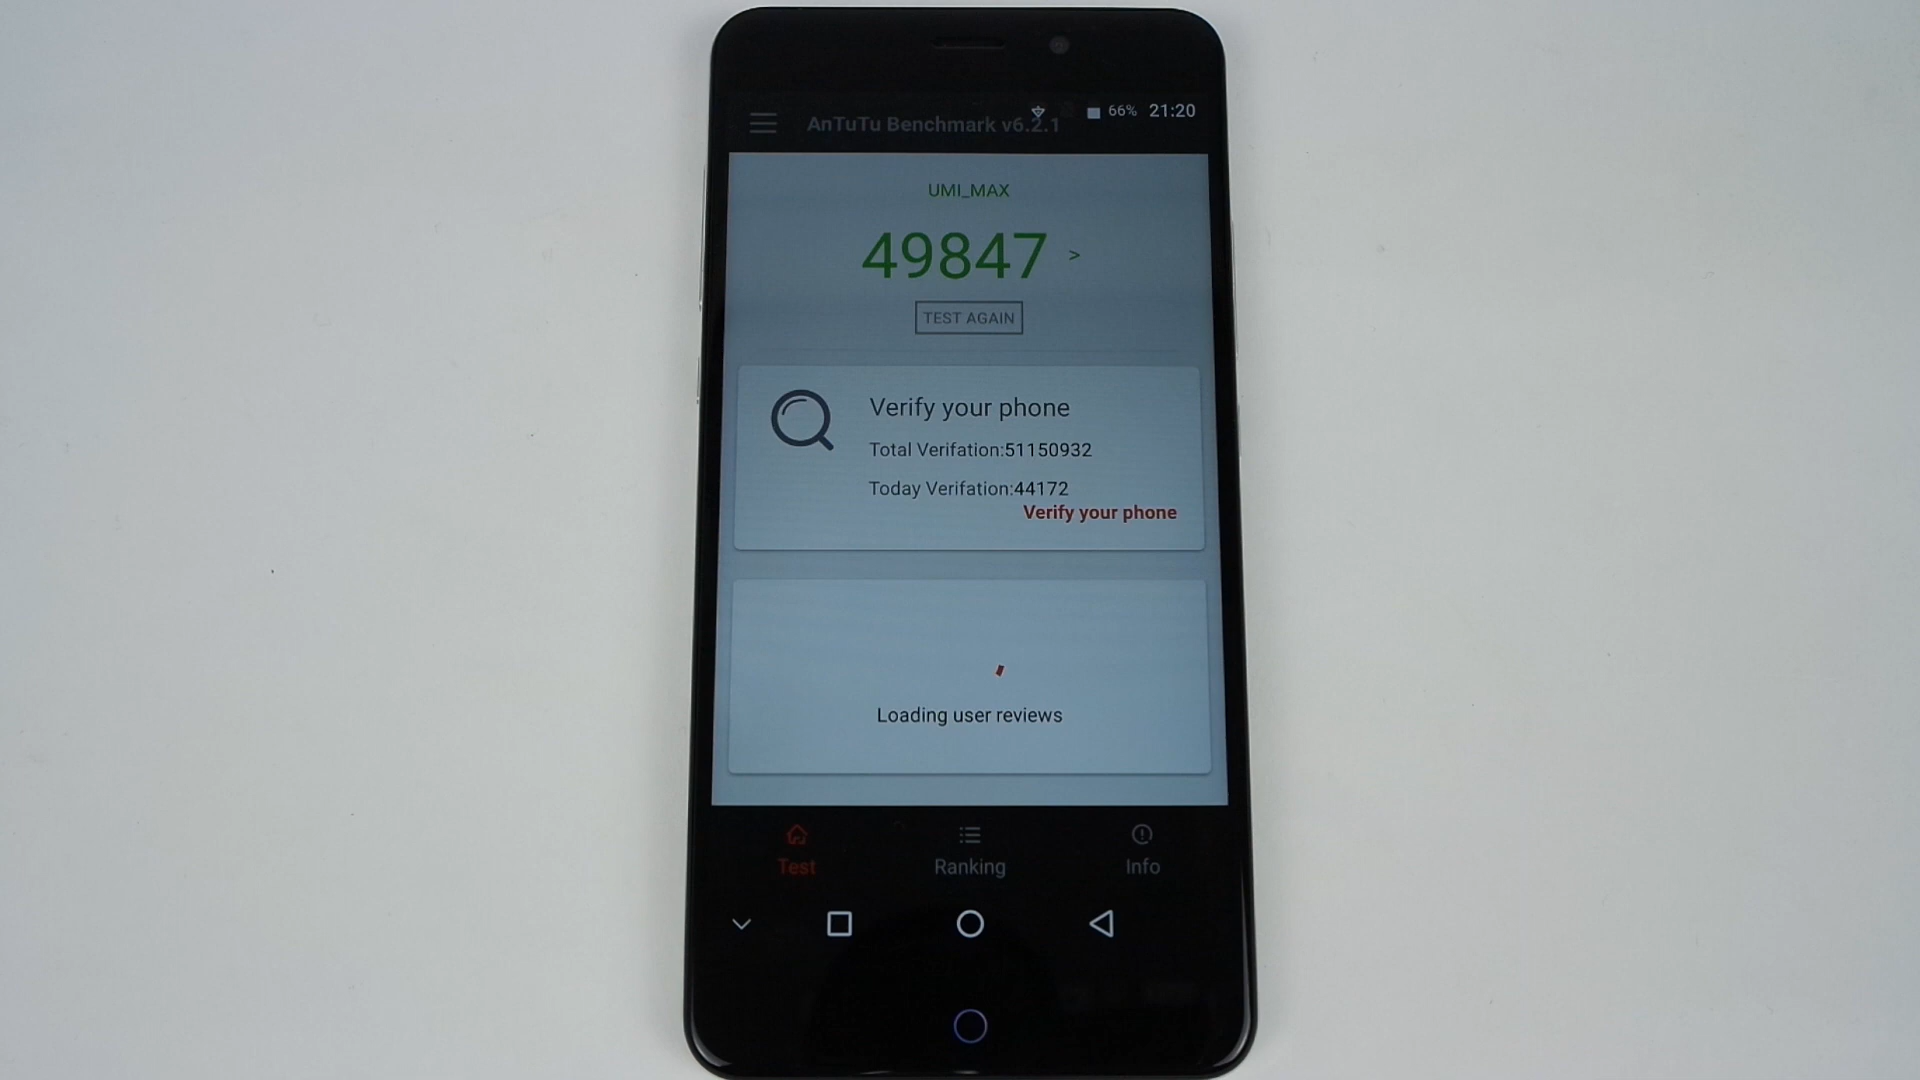 66% 21:20
AnTuTu Benchmark v6.2.1
UMI_MAX
49847 >
TEST AGAIN
Verify your phone
Total Verifation:51150932
Today Verifation:44172
Verify your phone
Loading user reviews
Test Ranking Info